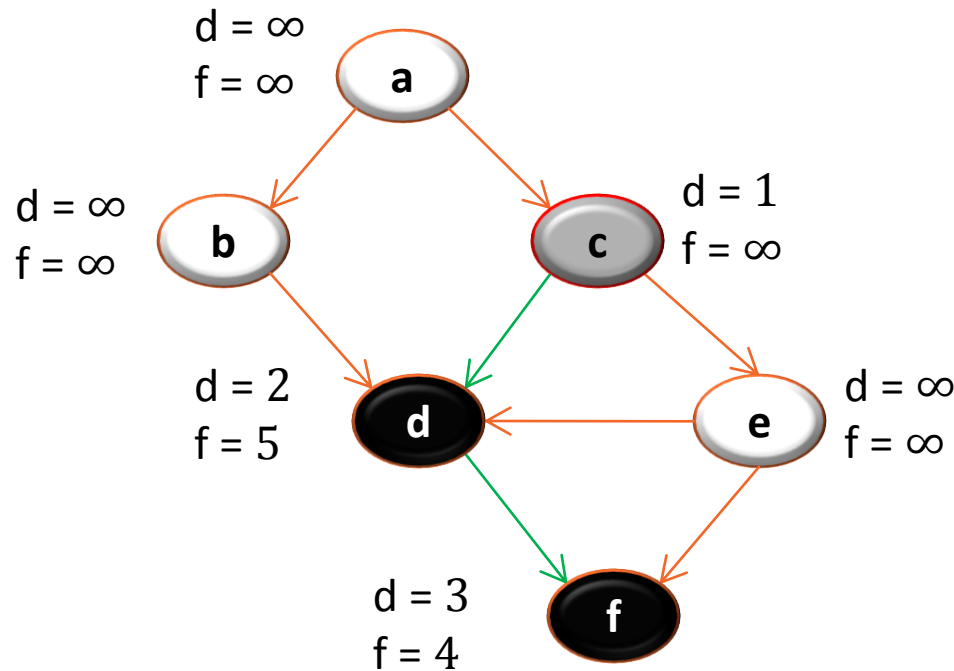 d = ∞
f = ∞
a
d = ∞
f = ∞
b
c
d = 1
f = ∞
d = 2
f = 5
d
e
d = ∞
f = ∞
d = 3
f = 4
f